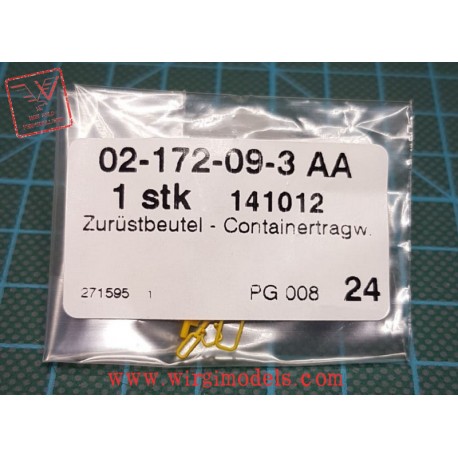 02-172-09-3 AA
1 stk 141012
Zurüstbeutel - Containertragw.
271595 1 PG 008 24
www.wirgimodels.com